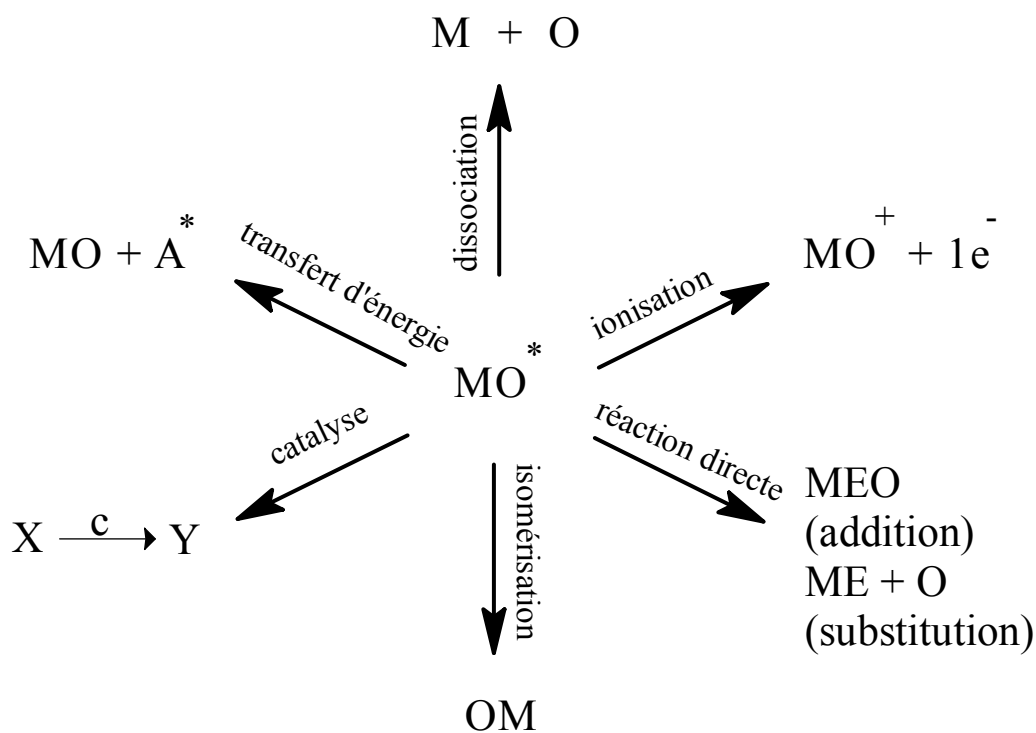 M + O
dissociation
MO + A*
transfert d'énergie
MO+ + 1e-
ionisation
MO*
catalyse
X c Y
isomérisation
réaction directe
MEO
(addition)
ME + O
(substitution)
OM